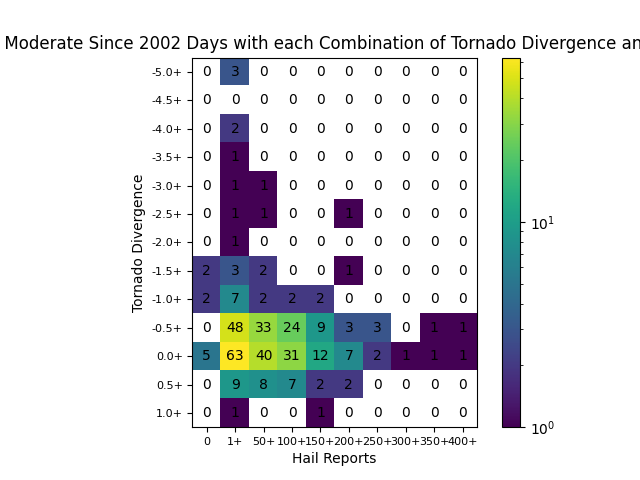 Moderate Since 2002 Days with each Combination of Tornado Divergence an
-5.0+ 0 3 0 0 0 0 0 0 0 0
-4.5+ 0 0 0 0 0 0 0 0 0 0
-4.0+ 0 2 0 0 0 0 0 0 0 0
-3.5+ 0 1 0 0 0 0 0 0 0 0
-3.0+ 0 1 1 0 0 0 0 0 0 0
-2.5+ 0 1 1 0 0 1 0 0 0 0
-2.0+ 0 1 0 0 0 0 0 0 0 0
-1.5+ 2 3 2 0 0 1 0 0 0 0
-1.0+ 2 7 2 2 2 0 0 0 0 0
-0.5+ 0 48 33 24 9 3 3 0 1 1
0.0+ 5 63 40 31 12 7 2 1 1 1
0.5+ 0 9 8 7 2 2 0 0 0 0
1.0+ 0 1 0 0 1 0 0 0 0 0
0 1+ 50+ 100+ 150+ 200+ 250+ 300+ 350+ 400+
Hail Reports
Tornado Divergence
10¹
10⁰